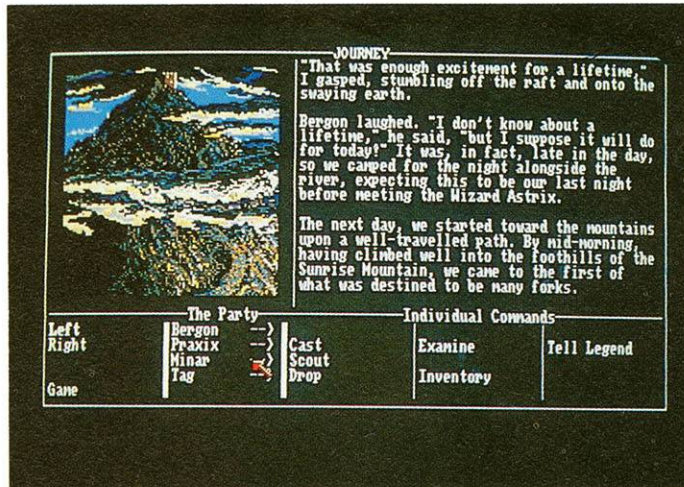 JOURNEY
"That was enough excitement for a lifetime,"
I gasped, stumbling off the raft and onto the
swaying earth.
Bergon laughed. "I don't know about a
lifetime," he said, "but I suppose it will do
for today!" It was, in fact, late in the day,
so we camped for the night alongside the
river, expecting this to be our last night
before meeting the Wizard Astrix.
The next day, we started toward the mountains
upon a well-travelled path. By mid-morning,
having climbed well into the foothills of the
Sunrise Mountain, we came to the first of
what was destined to be many forks.
The Party Individual Commands
Left Bergon -->
Right Praxix --> Cast Examine Tell Legend
Minar --> Scout
Tag --> Drop Inventory
Game